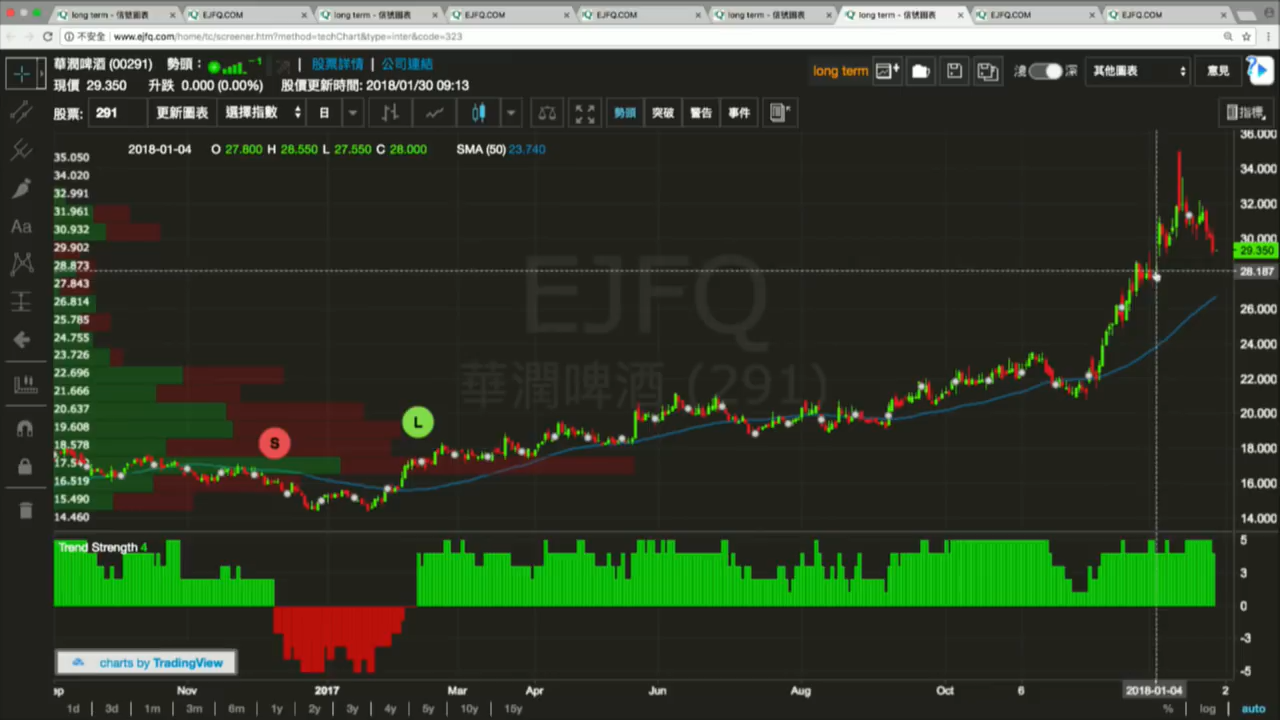 long term - 信號圖表 × EJFQ.COM × long term - 信號圖表 × EJFQ.COM × EJFQ.COM × long term - 信號圖表 × long term - 信號圖表 × EJFQ.COM × EJFQ.COM ×
不安全 www.ejfq.com/home/tc/screener.htm?method=techChart&type=inter&code=323
華潤啤酒 (00291) 勢頭： -1 | 股票詳情 | 公司連結
long term 淺 深 其他圖表 意見
現價 29.350 升跌 0.000 (0.00%) 股價更新時間: 2018/01/30 09:13
股票: 291 更新圖表 選擇指數 日 勢頭 突破 警告 事件 指標
2018-01-04 O 27.800 H 28.550 L 27.550 C 28.000 SMA (50) 23.740
35.050
34.020
32.991
31.961
30.932
29.902
28.873
27.843
26.814
25.785
24.755
23.726
22.696
21.666
20.637
19.608
18.578
17.549
16.519
15.490
14.460
36.000
34.000
32.000
30.000
29.350
28.187
26.000
24.000
22.000
20.000
18.000
16.000
14.000
Aa
EJFQ
華潤啤酒 (291)
S
L
Trend Strength 4
5
3
0
-3
-5
charts by TradingView
Nov 2017 Mar Apr Jun Aug Oct 6 2018-01-04 2
1d | 3d | 1m | 3m | 6m | 1y | 2y | 3y | 4y | 5y | 10y | 15y % | log | auto